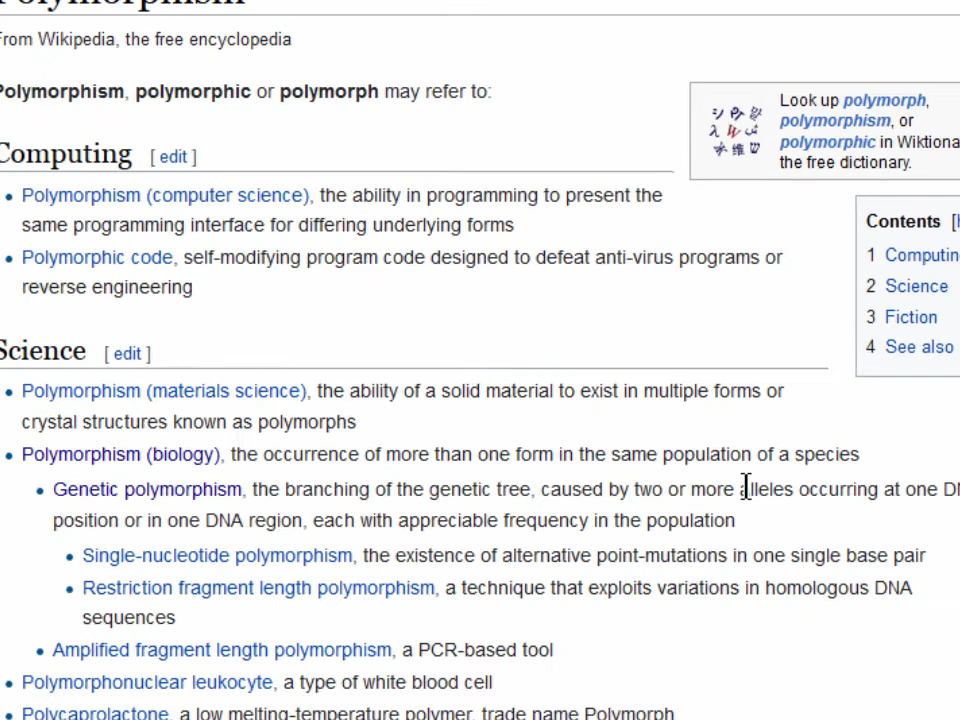 Polymorphism
From Wikipedia, the free encyclopedia
Polymorphism, polymorphic or polymorph may refer to:
Look up polymorph,
polymorphism, or
polymorphic in Wiktiona
the free dictionary.
Computing [ edit ]
Polymorphism (computer science), the ability in programming to present the
same programming interface for differing underlying forms
Polymorphic code, self-modifying program code designed to defeat anti-virus programs or
reverse engineering
Contents [h
1 Computin
2 Science
3 Fiction
4 See also
Science [ edit ]
Polymorphism (materials science), the ability of a solid material to exist in multiple forms or
crystal structures known as polymorphs
Polymorphism (biology), the occurrence of more than one form in the same population of a species
Genetic polymorphism, the branching of the genetic tree, caused by two or more alleles occurring at one DN
position or in one DNA region, each with appreciable frequency in the population
Single-nucleotide polymorphism, the existence of alternative point-mutations in one single base pair
Restriction fragment length polymorphism, a technique that exploits variations in homologous DNA
sequences
Amplified fragment length polymorphism, a PCR-based tool
Polymorphonuclear leukocyte, a type of white blood cell
Polycaprolactone, a low melting-temperature polymer, trade name Polymorph